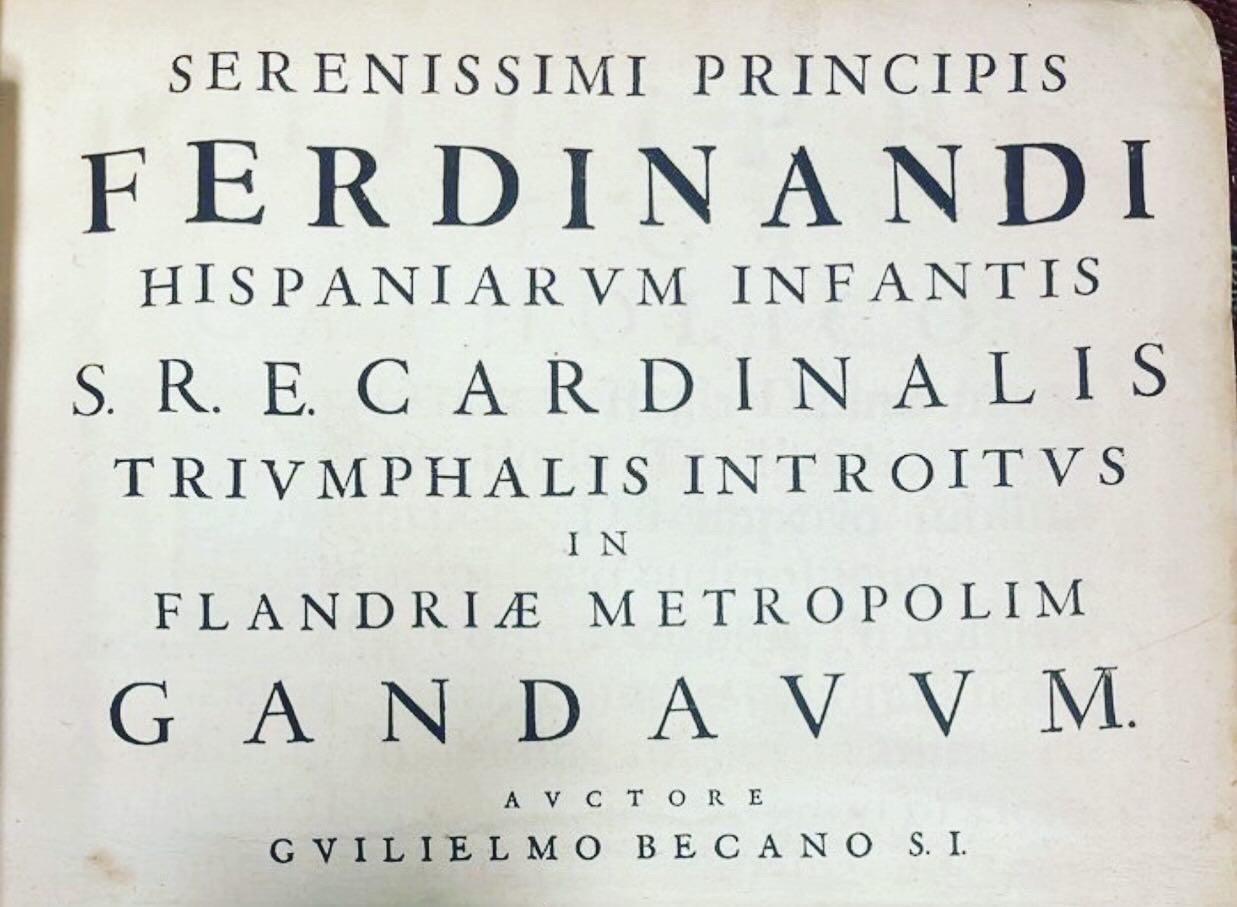 SERENISSIMI PRINCIPIS
FERDINANDI
HISPANIARVM INFANTIS
S. R. E. CARDINALIS
TRIVMPHALIS INTROITVS
IN
FLANDRIÆ METROPOLIM
GANDAVVM.
AVCTORE
GVILIELMO BECANO S. I.